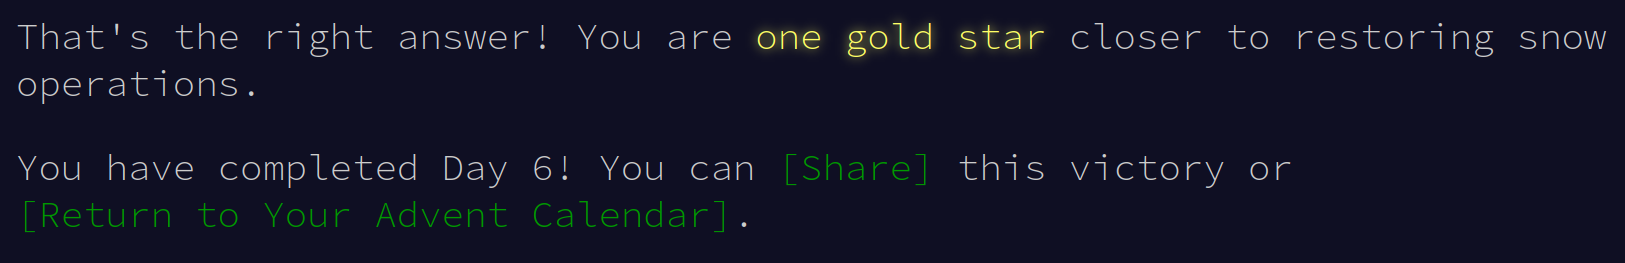 That's the right answer! You are one gold star closer to restoring snow
operations.
You have completed Day 6! You can [Share] this victory or
[Return to Your Advent Calendar].